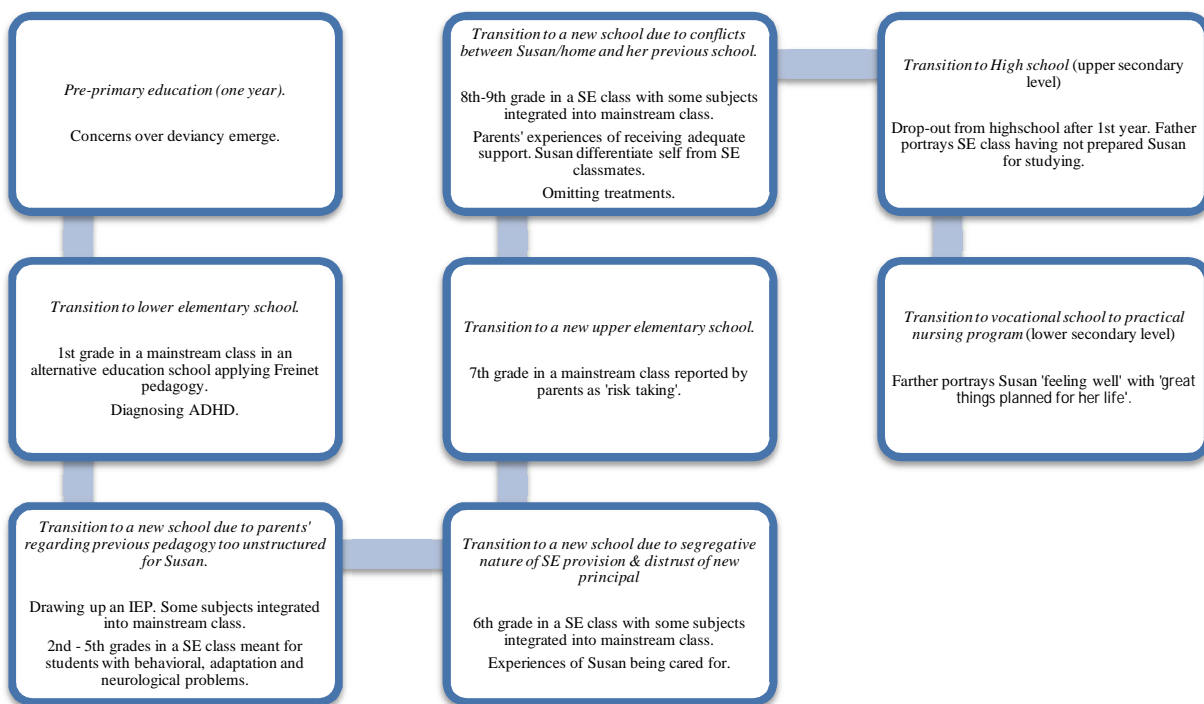 Pre-primary education (one year).
Concerns over deviancy emerge.
Transition to lower elementary school.
1st grade in a mainstream class in an
alternative education school applying Freinet
pedagogy.
Diagnosing ADHD.
Transition to a new school due to parents'
regarding previous pedagogy too unstructured
for Susan.
Drawing up an IEP. Some subjects integrated
into mainstream class.
2nd - 5th grades in a SE class meant for
students with behavioral, adaptation and
neurological problems.
Transition to a new school due to segregative
nature of SE provision & distrust of new
principal
6th grade in a SE class with some subjects
integrated into mainstream class.
Experiences of Susan being cared for.
Transition to a new upper elementary school.
7th grade in a mainstream class reported by
parents as 'risk taking'.
Transition to a new school due to conflicts
between Susan/home and her previous school.
8th-9th grade in a SE class with some subjects
integrated into mainstream class.
Parents' experiences of receiving adequate
support. Susan differentiate self from SE
classmates.
Omitting treatments.
Transition to High school (upper secondary
level)
Drop-out from highschool after 1st year. Father
portrays SE class having not prepared Susan
for studying.
Transition to vocational school to practical
nursing program (lower secondary level)
Farther portrays Susan 'feeling well' with 'great
things planned for her life'.